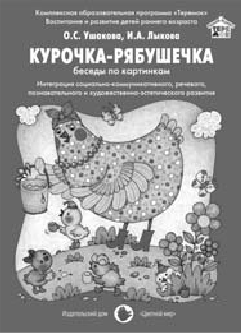 Комплексная образовательная программа «Теремок»
Воспитание и развитие детей раннего возраста
О.С. Ушакова, И.А. Лыкова
КУРОЧКА-РЯБУШЕЧКА
беседы по картинкам
Интеграция социально-коммуникативного, речевого,
познавательного и художественно-эстетического развития
Издательский дом «Цветной мир»